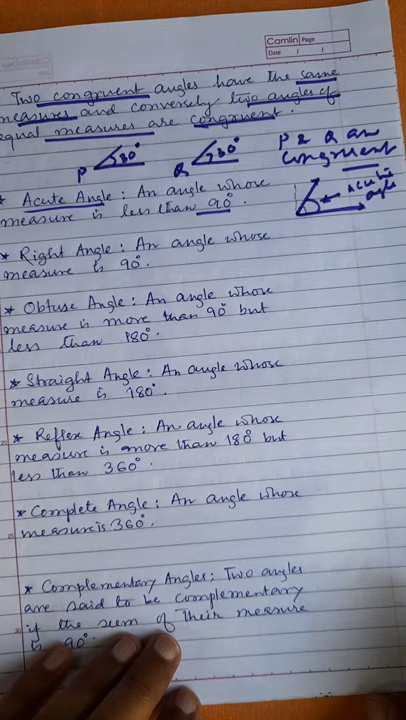 Camlin Page
Date / /
Two congruent angles have the same
measures and conversely two angles of
equal measures are congruent.
P 30° Q 30° P & Q are
congruent
* Acute Angle: An angle whose
measure is less than 90°.
Acute
angle
* Right Angle: An angle whose
measure is 90°.
* Obtuse Angle: An angle whose
measure is more than 90° but
less than 180°.
* Straight Angle: An angle whose
measure is 180°.
* Reflex Angle: An angle whose
measure is more than 180° but
less than 360°.
* Complete Angle: An angle whose
measure is 360°.
* Complementary Angles: Two angles
are said to be complementary
if the sum of their measure
is 90°.